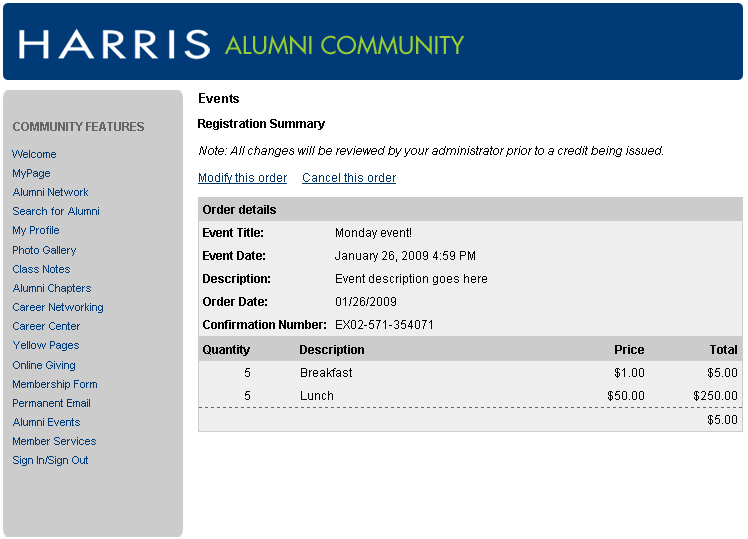 HARRIS ALUMNI COMMUNITY
COMMUNITY FEATURES
Welcome
MyPage
Alumni Network
Search for Alumni
My Profile
Photo Gallery
Class Notes
Alumni Chapters
Career Networking
Career Center
Yellow Pages
Online Giving
Membership Form
Permanent Email
Alumni Events
Member Services
Sign In/Sign Out
Events
Registration Summary
Note: All changes will be reviewed by your administrator prior to a credit being issued.
Modify this order Cancel this order
Order details
Event Title: Monday event!
Event Date: January 26, 2009 4:59 PM
Description: Event description goes here
Order Date: 01/26/2009
Confirmation Number: EX02-571-354071
Quantity Description Price Total
5 Breakfast $1.00 $5.00
5 Lunch $50.00 $250.00
$5.00